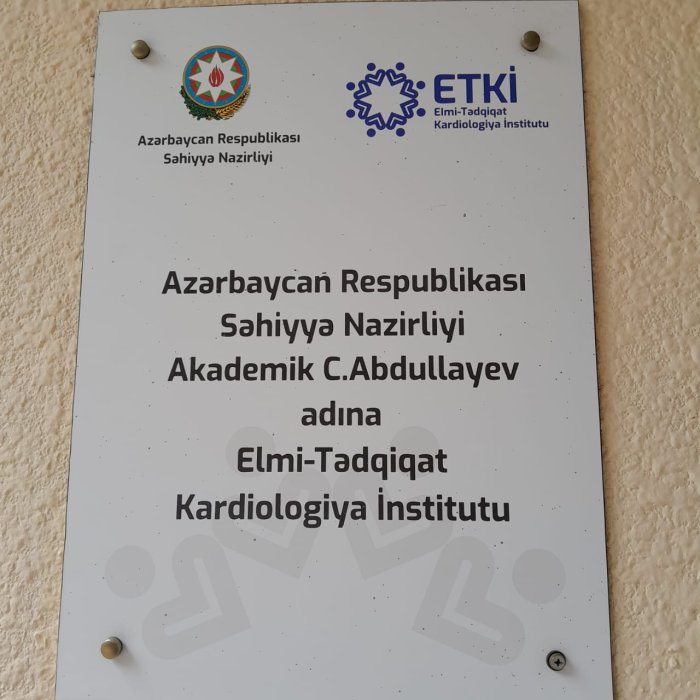 Azərbaycan Respublikası
Səhiyyə Nazirliyi
ETKİ
Elmi-Tədqiqat
Kardiologiya İnstitutu
Azərbaycan Respublikası
Səhiyyə Nazirliyi
Akademik C.Abdullayev
adına
Elmi-Tədqiqat
Kardiologiya İnstitutu